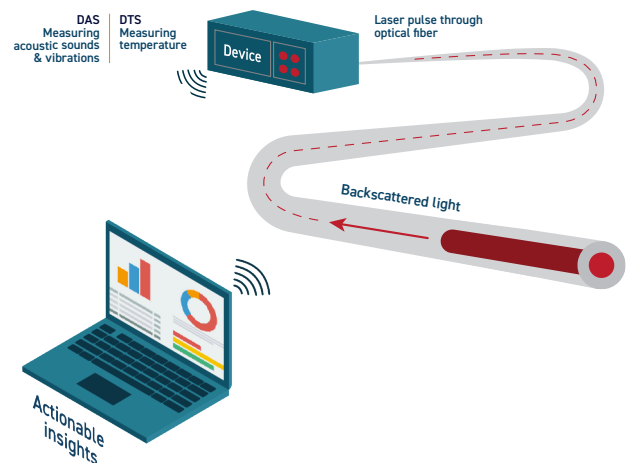 DAS
Measuring
acoustic sounds
& vibrations
DTS
Measuring
temperature
Device
Laser pulse through
optical fiber
Backscattered light
Actionable
insights